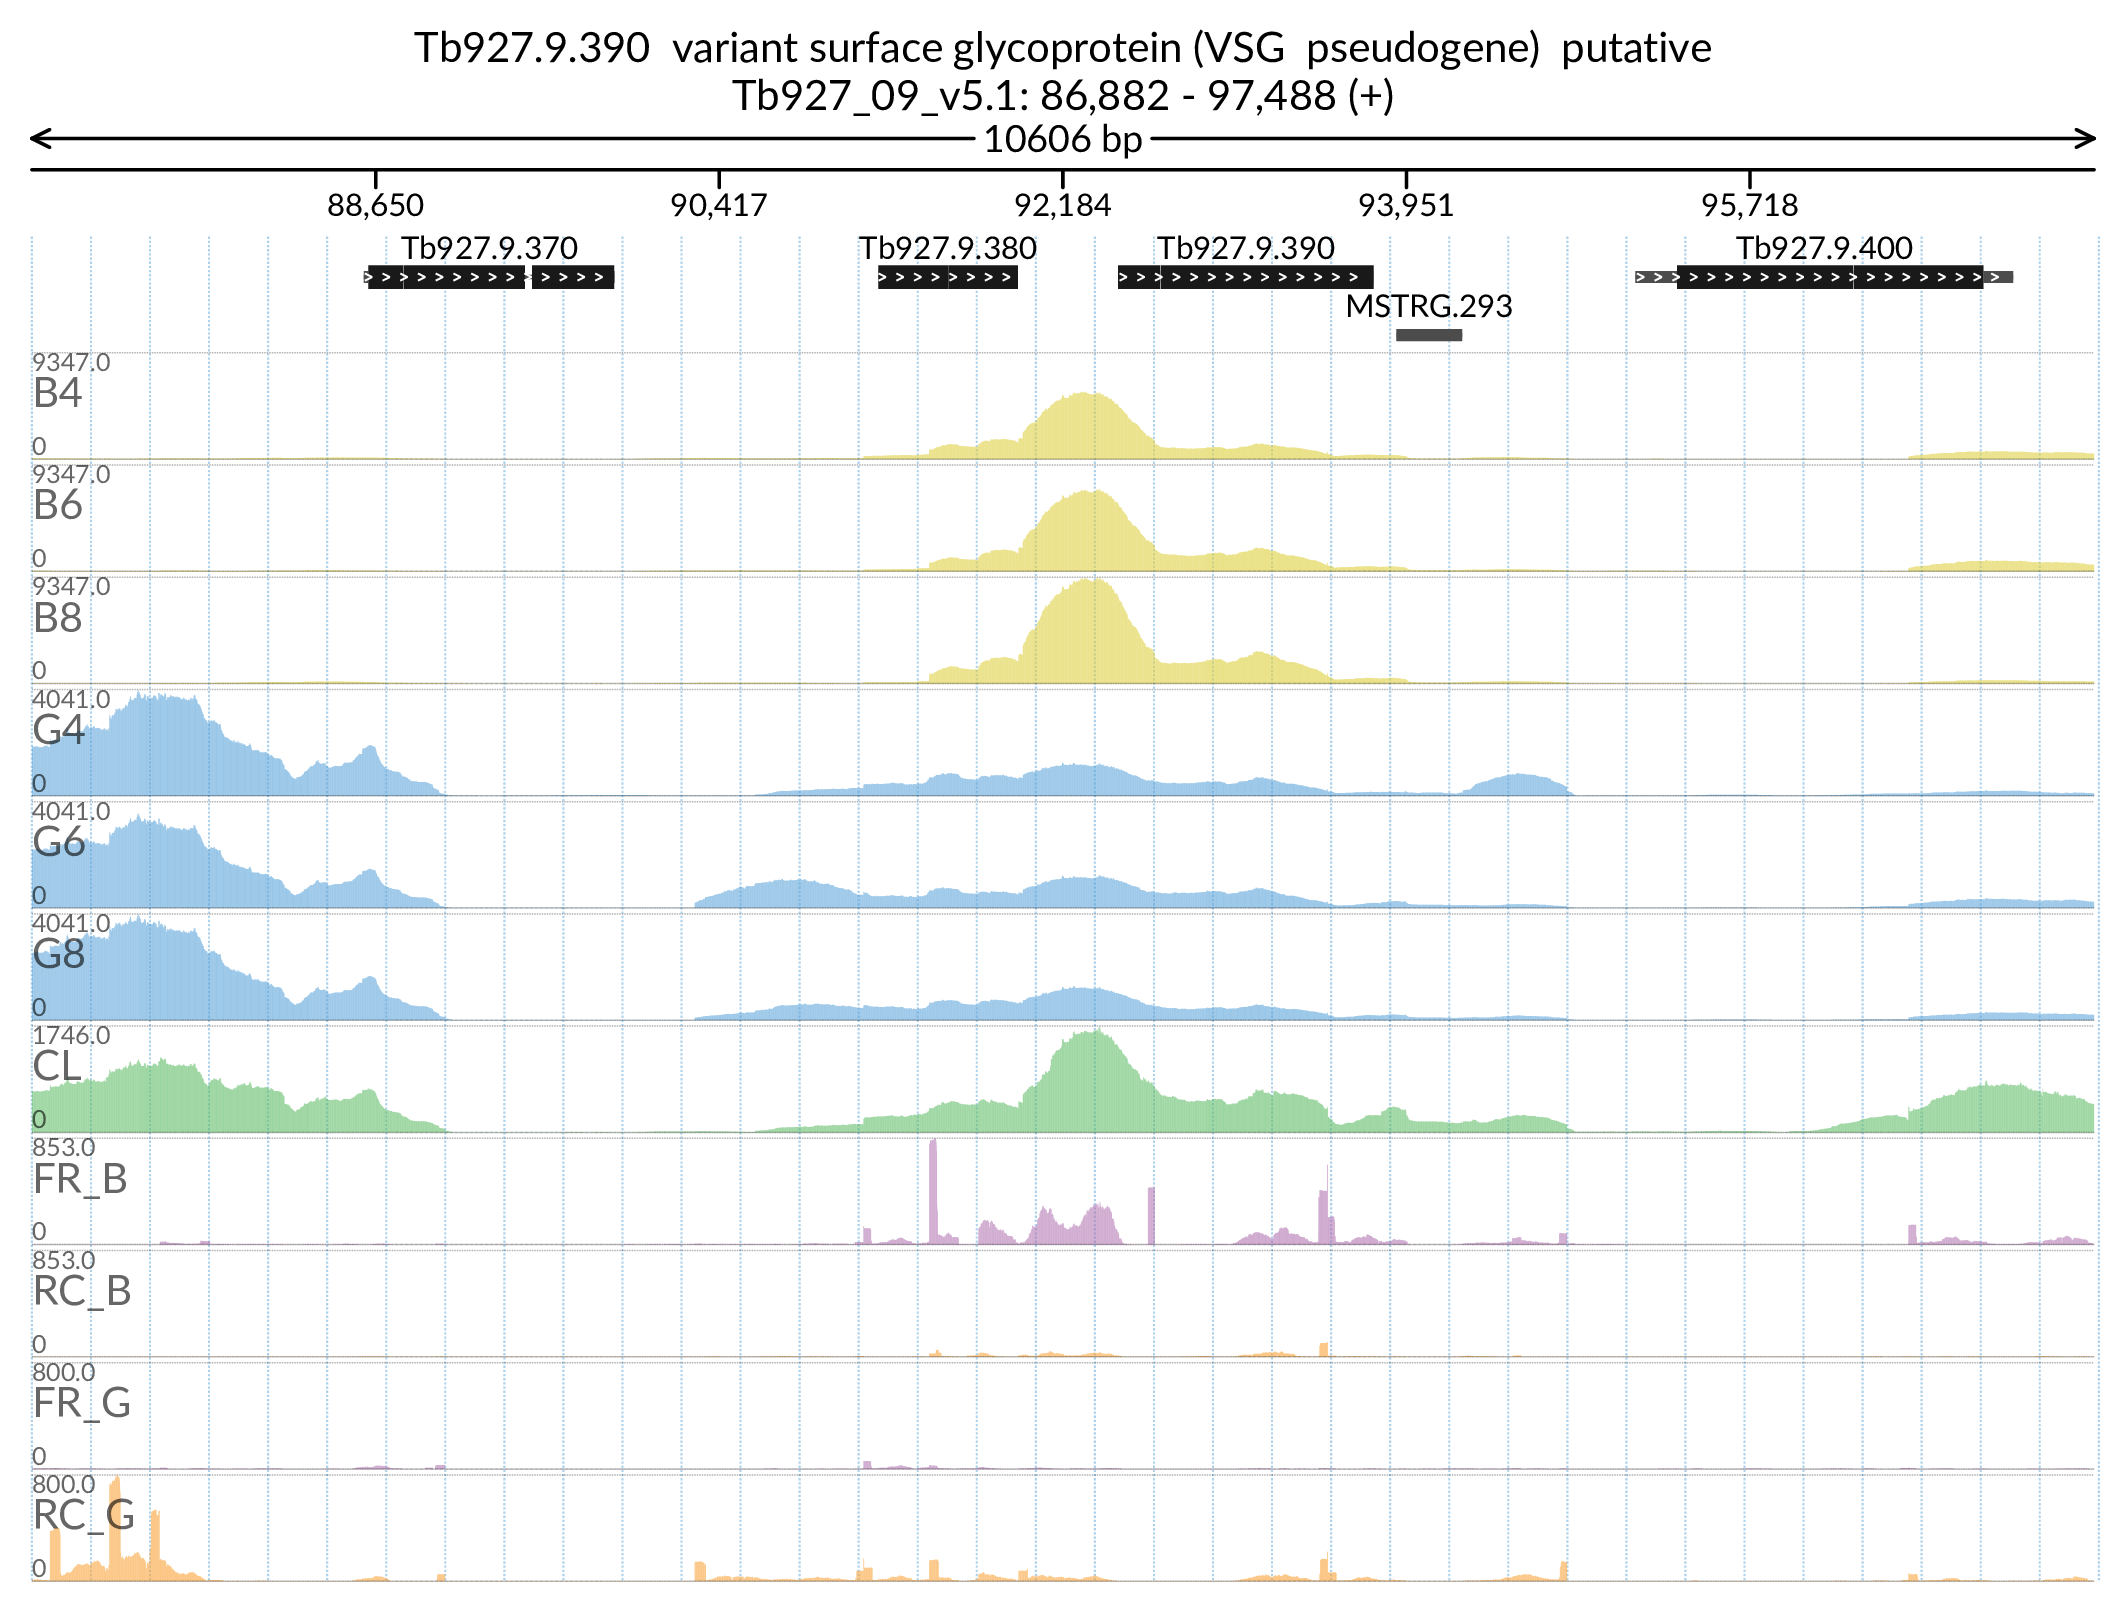 Tb927.9.390 variant surface glycoprotein (VSG pseudogene) putative
Tb927_09_v5.1: 86,882 - 97,488 (+)
10606 bp
88,650 90,417 92,184 93,951 95,718
Tb927.9.370 Tb927.9.380 Tb927.9.390 Tb927.9.400
MSTRG.293
9347.0
B4
0
9347.0
B6
0
9347.0
B8
0
4041.0
G4
0
4041.0
G6
0
4041.0
G8
0
1746.0
CL
0
853.0
FR_B
0
853.0
RC_B
0
800.0
FR_G
0
800.0
RC_G
0